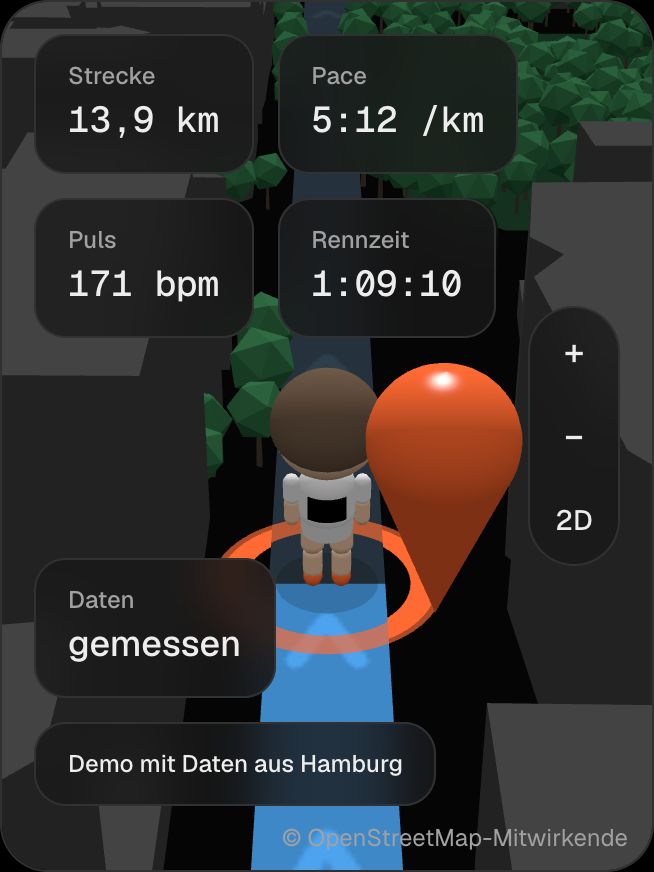 Strecke
13,9 km
Pace
5:12 /km
Puls
171 bpm
Rennzeit
1:09:10
+
−
2D
Daten
gemessen
Demo mit Daten aus Hamburg
© OpenStreetMap-Mitwirkende